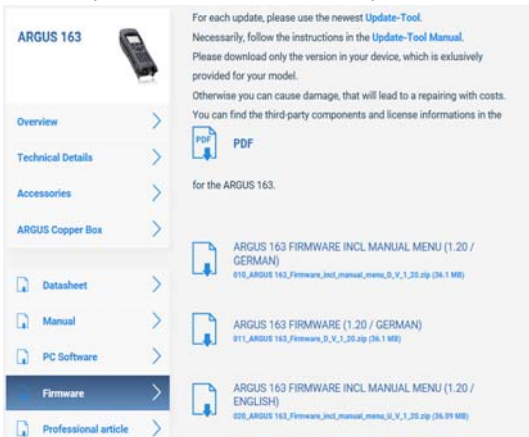 ARGUS 163
Overview
Technical Details
Accessories
ARGUS Copper Box
Datasheet
Manual
PC Software
Firmware
Professional article
For each update, please use the newest Update-Tool.
Necessarily, follow the instructions in the Update-Tool Manual.
Please download only the version in your device, which is exlusively
provided for your model.
Otherwise you can cause damage, that will lead to a repairing with costs.
You can find the third-party components and license informations in the
PDF
PDF
for the ARGUS 163.
ARGUS 163 FIRMWARE INCL MANUAL MENU (1.20 /
GERMAN)
010_ARGUS 163_Firmware_incl_manual_menu_D_V_1_20.zip (36.1 MB)
ARGUS 163 FIRMWARE (1.20 / GERMAN)
011_ARGUS 163_Firmware_D_V_1_20.zip (36.1 MB)
ARGUS 163 FIRMWARE INCL MANUAL MENU (1.20 /
ENGLISH)
020_ARGUS 163_Firmware_incl_manual_menu_U_V_1_20.zip (36.09 MB)